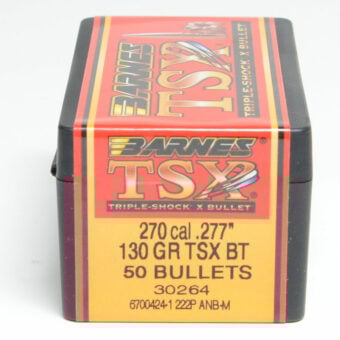 BARNES
TSX
TRIPLE-SHOCK X BULLET
BARNES
TSX
TRIPLE-SHOCK X BULLET
270 cal .277"
130 GR TSX BT
50 BULLETS
30264
6700424-1 222P ANB-M